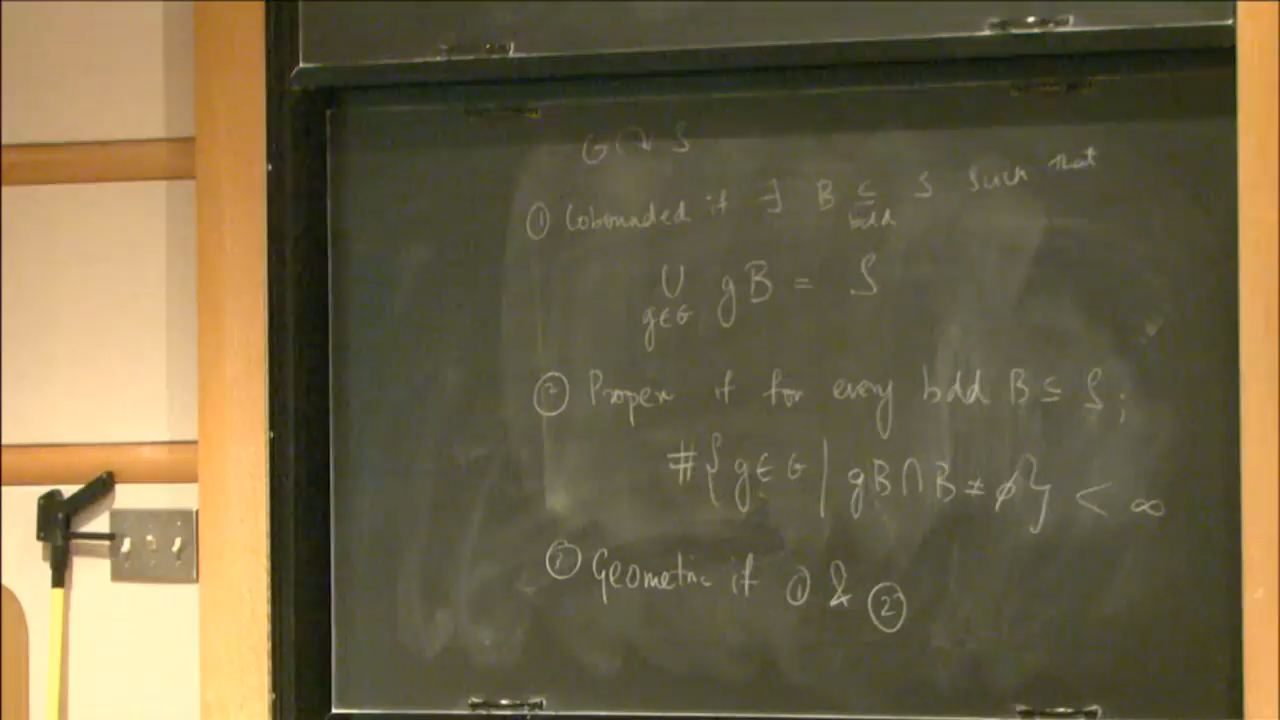 G ↷ S
① Cobounded if ∃ B ⊆ S such that
bdd
∪ gB = S
g∈G
② Proper if for every bdd B ⊆ S;
#{g∈G | gB∩B ≠ φ} < ∞
③ Geometric if ① & ②